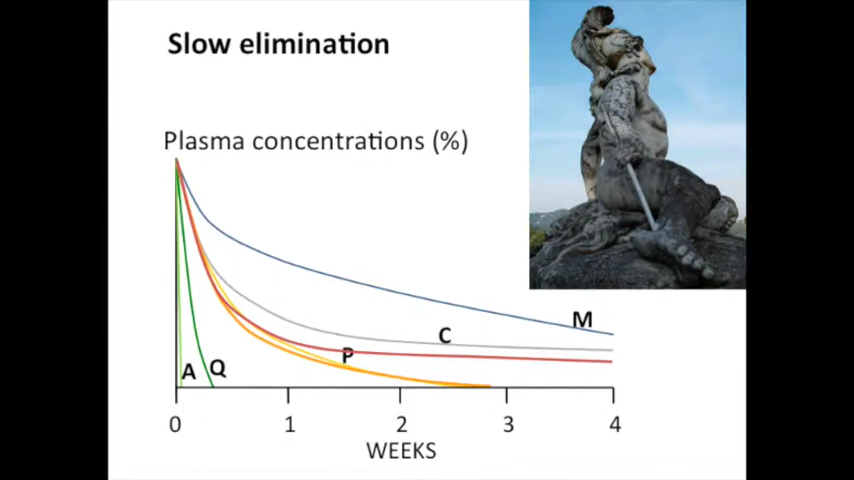 Slow elimination
Plasma concentrations (%)
M
C
P
A Q
0 1 2 3 4
WEEKS